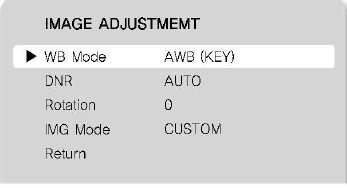 IMAGE ADJUSTMEMT
WB Mode AWB (KEY)
DNR AUTO
Rotation 0
IMG Mode CUSTOM
Return